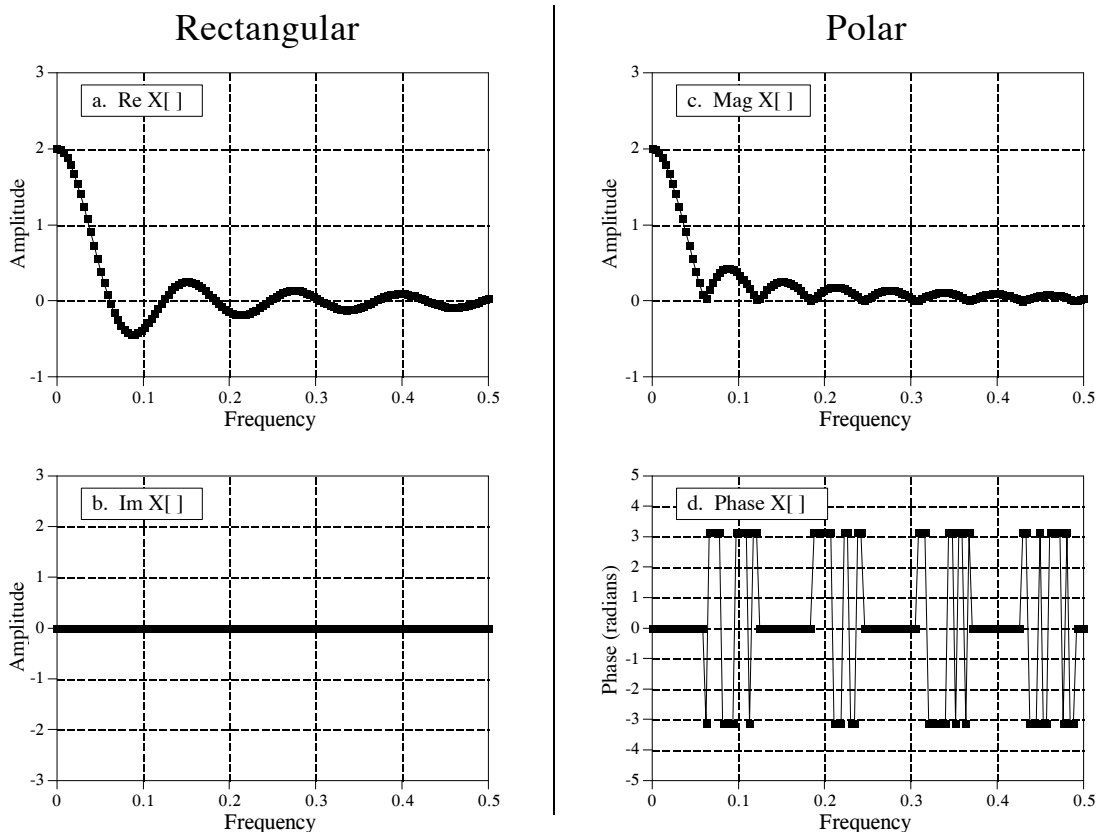 Rectangular
Polar
3
2
1
0
-1
Amplitude
a. Re X[ ]
0 0.1 0.2 0.3 0.4 0.5
Frequency
3
2
1
0
-1
Amplitude
c. Mag X[ ]
0 0.1 0.2 0.3 0.4 0.5
Frequency
3
2
1
0
-1
-2
-3
Amplitude
b. Im X[ ]
0 0.1 0.2 0.3 0.4 0.5
Frequency
5
4
3
2
1
0
-1
-2
-3
-4
-5
Phase (radians)
d. Phase X[ ]
0 0.1 0.2 0.3 0.4 0.5
Frequency